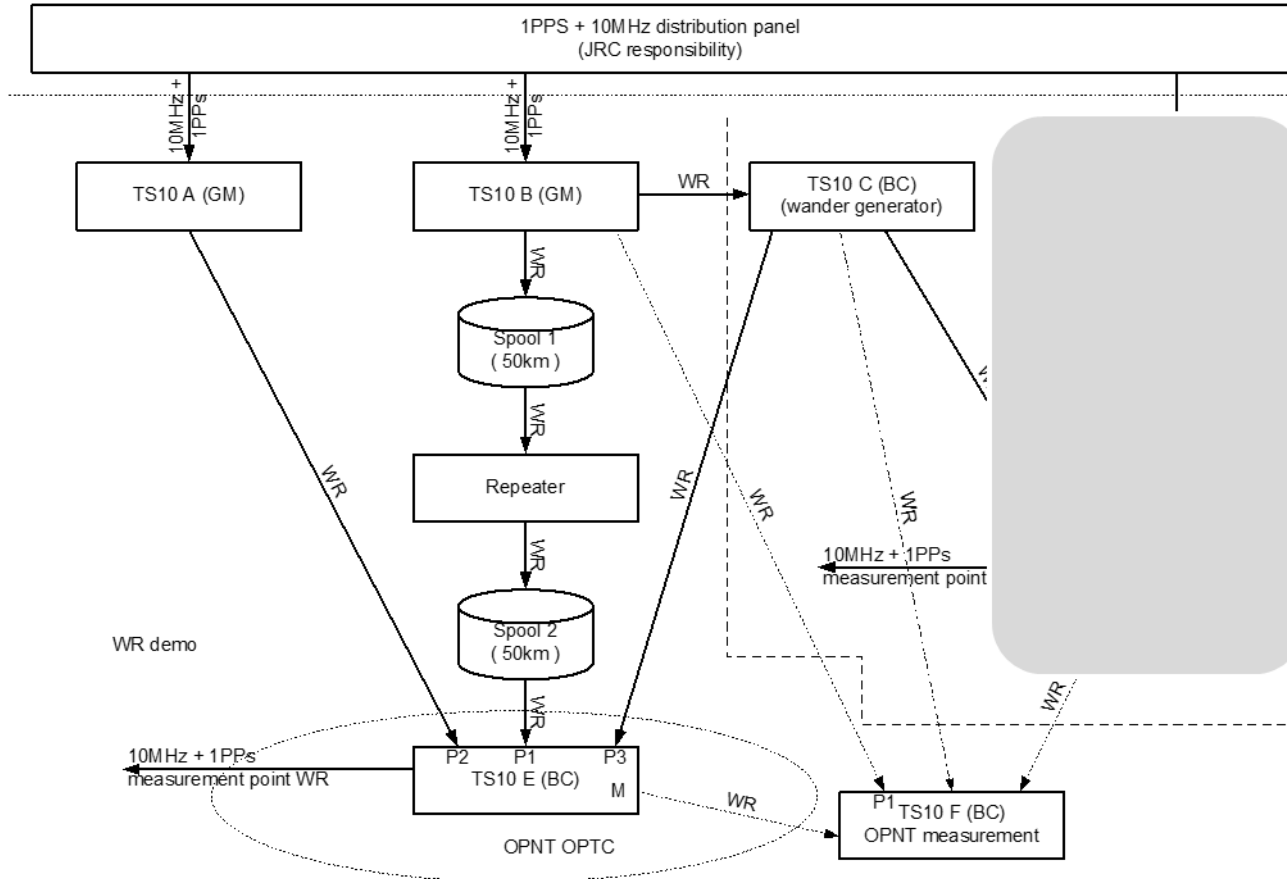 1PPS + 10MHz distribution panel
(JRC responsibility)
10MHz +
1PPs
10MHz +
1PPs
TS10 A (GM)
TS10 B (GM)
WR
TS10 C (BC)
(wander generator)
WR
Spool 1
( 50km )
WR
Repeater
WR
WR
WR
WR
WR
10MHz + 1PPs
measurement point
Spool 2
( 50km )
WR demo
WR
WR
10MHz + 1PPs
measurement point WR
P2
P1
P3
TS10 E (BC)
M
WR
P1
TS10 F (BC)
OPNT measurement
OPNT OPTC